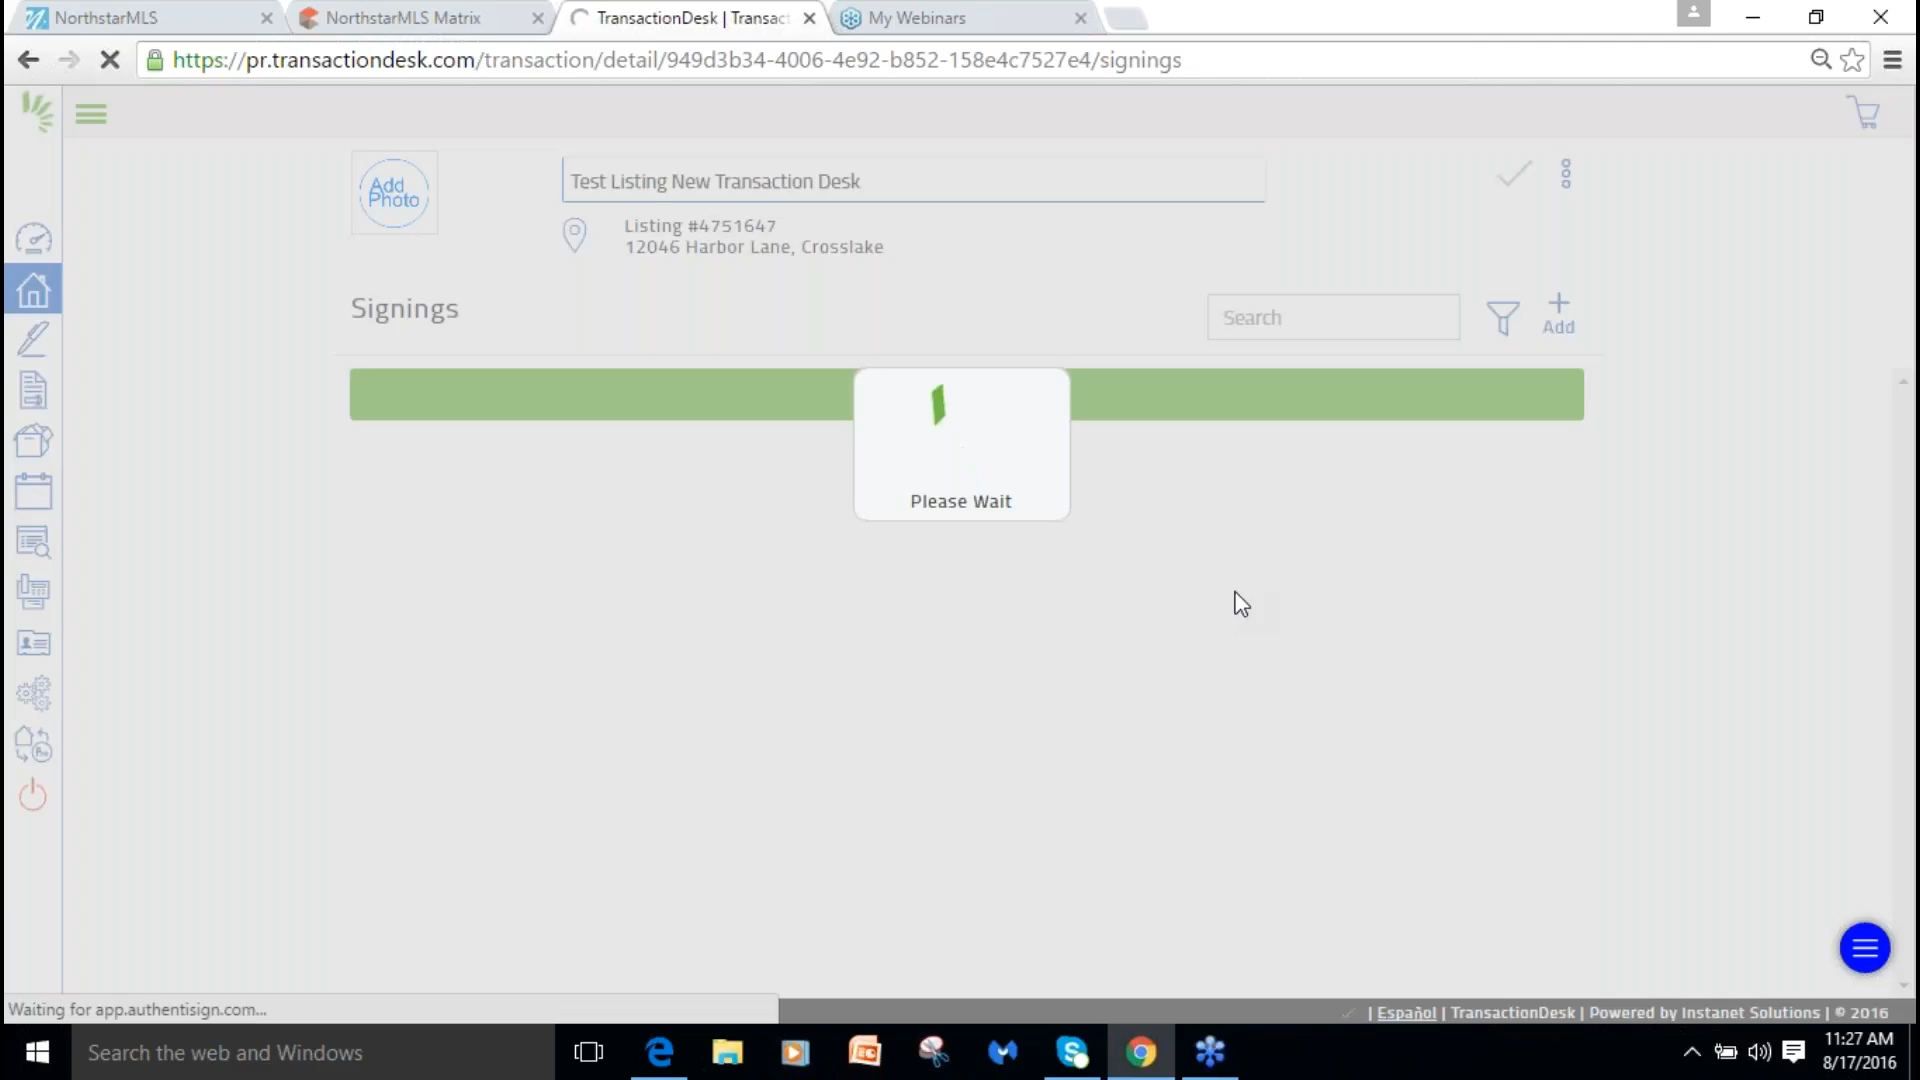 NorthstarMLS
NorthstarMLS Matrix
TransactionDesk | Transact
My Webinars
https://pr.transactiondesk.com/transaction/detail/949d3b34-4006-4e92-b852-158e4c7527e4/signings
Add
Photo
Test Listing New Transaction Desk
Listing #4751647
12046 Harbor Lane, Crosslake
Signings
Search
Add
Please Wait
Waiting for app.authentisign.com...
| Español | TransactionDesk | Powered by Instanet Solutions | © 2016
Search the web and Windows
11:27 AM
8/17/2016